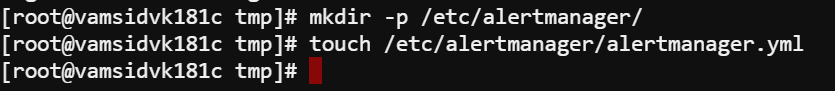 [root@vamsidvk181c tmp]# mkdir -p /etc/alertmanager/
[root@vamsidvk181c tmp]# touch /etc/alertmanager/alertmanager.yml
[root@vamsidvk181c tmp]#